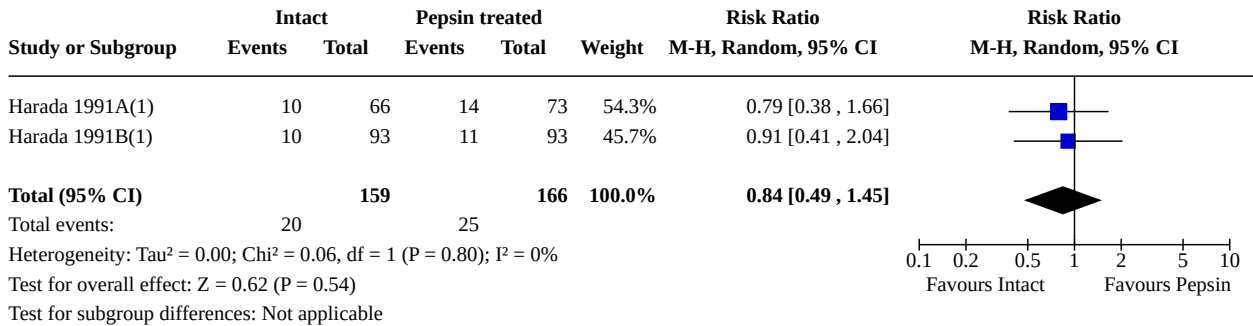 Intact Pepsin treated Risk Ratio Risk Ratio
Study or Subgroup Events Total Events Total Weight M-H, Random, 95% CI M-H, Random, 95% CI
Harada 1991A(1) 10 66 14 73 54.3% 0.79 [0.38 , 1.66]
Harada 1991B(1) 10 93 11 93 45.7% 0.91 [0.41 , 2.04]
Total (95% CI) 159 166 100.0% 0.84 [0.49 , 1.45]
Total events: 20 25
Heterogeneity: Tau² = 0.00; Chi² = 0.06, df = 1 (P = 0.80); I² = 0%
0.1 0.2 0.5 1 2 5 10
Test for overall effect: Z = 0.62 (P = 0.54) Favours Intact Favours Pepsin
Test for subgroup differences: Not applicable